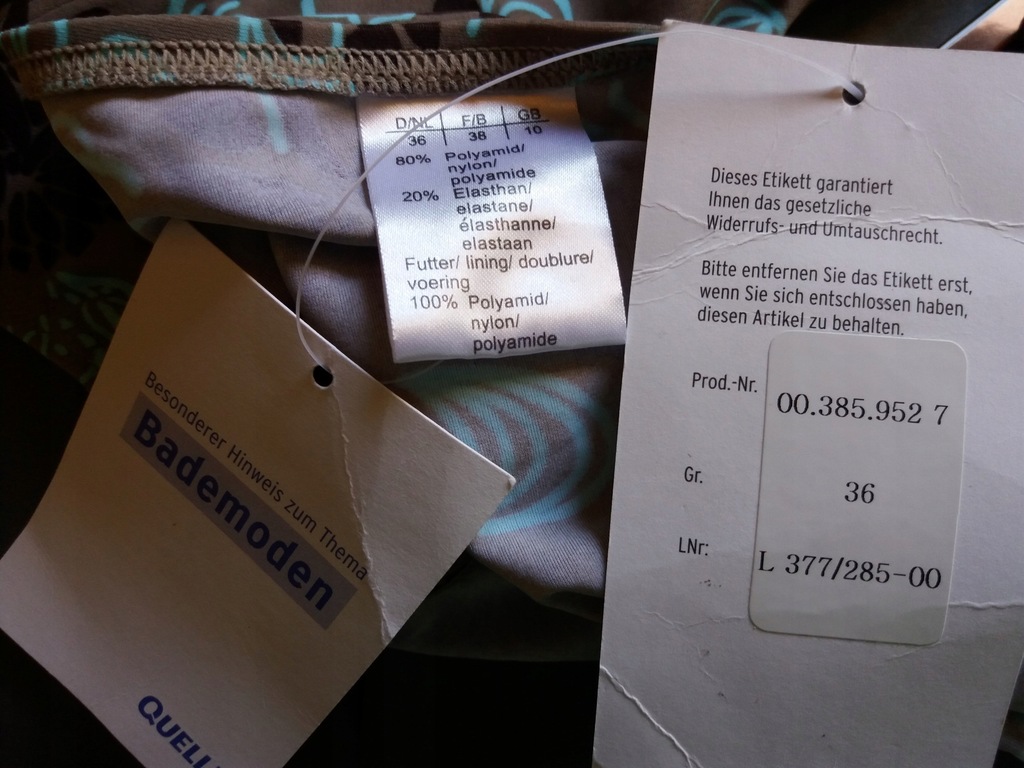 D/NL F/B GB
36 38 10
80% Polyamid/
nylon/
polyamide
20% Elasthan/
elastane/
élasthanne/
elastaan
Futter/ lining/ doublure/
voering
100% Polyamid/
nylon/
polyamide
Besonderer Hinweis zum Thema
Bademoden
Dieses Etikett garantiert
Ihnen das gesetzliche
Widerrufs- und Umtauschrecht.
Bitte entfernen Sie das Etikett erst,
wenn Sie sich entschlossen haben,
diesen Artikel zu behalten.
Prod.-Nr. 00.385.952 7
Gr. 36
LNr: L 377/285-00